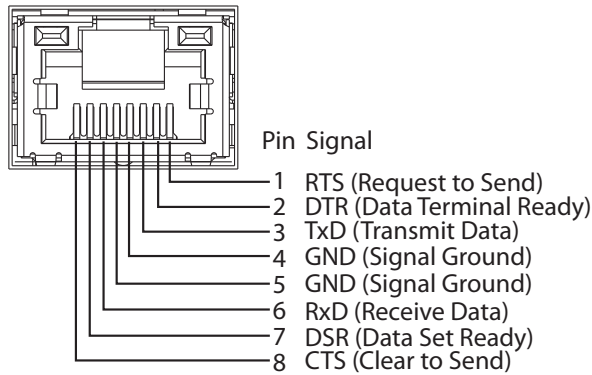 Pin Signal
1 RTS (Request to Send)
2 DTR (Data Terminal Ready)
3 TxD (Transmit Data)
4 GND (Signal Ground)
5 GND (Signal Ground)
6 RxD (Receive Data)
7 DSR (Data Set Ready)
8 CTS (Clear to Send)